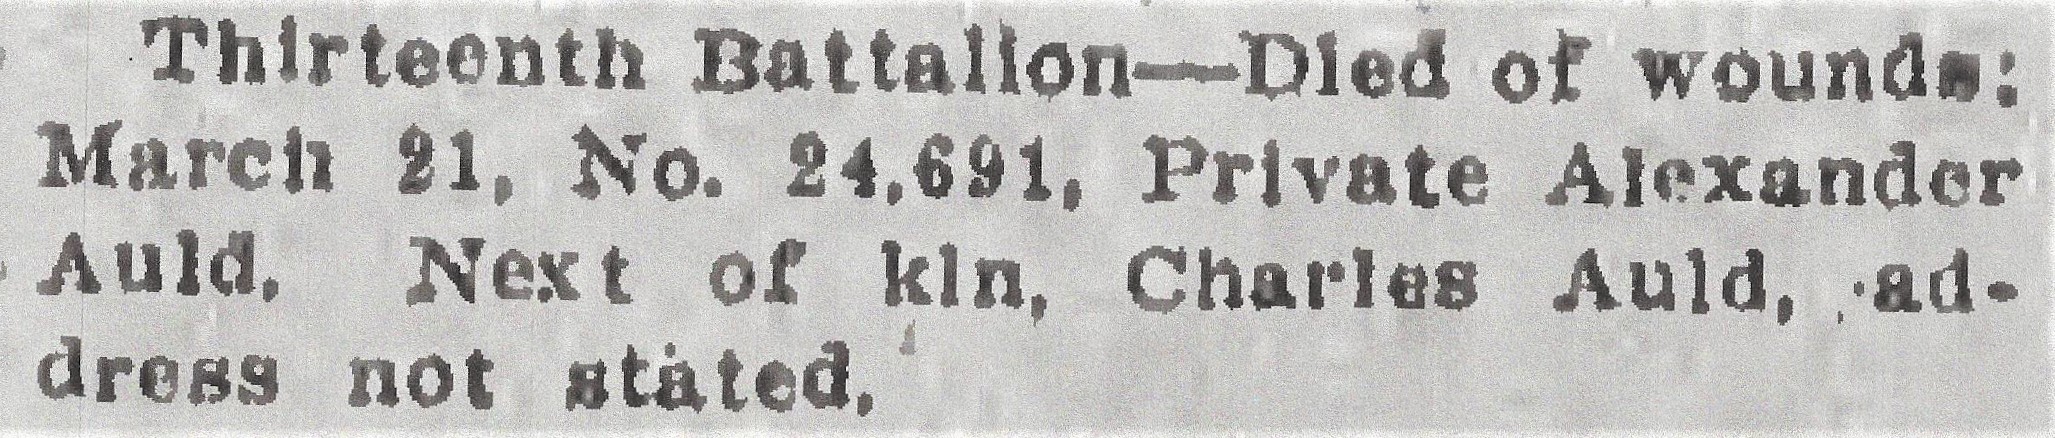 Thirteenth Battalion—Died of wounds:
March 21, No. 24,691, Private Alexander
Auld. Next of kin, Charles Auld, ad-
dress not stated.